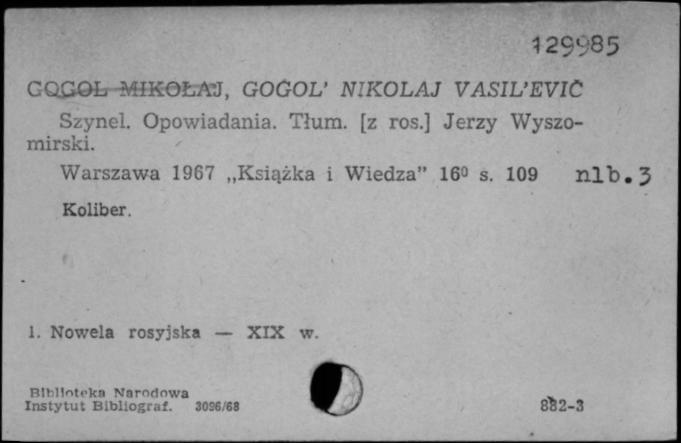 129985
GOGOL MIKOŁAJ, GOGOL’ NIKOLAJ VASIL’EVIČ
Szynel. Opowiadania. Tłum. [z ros.] Jerzy Wyszo-
mirski.
Warszawa 1967 „Książka i Wiedza” 16⁰ s. 109 nlb. 3
Koliber.
1. Nowela rosyjska — XIX w.
Biblioteka Narodowa
Instytut Bibliograf. 3096/68
882-3